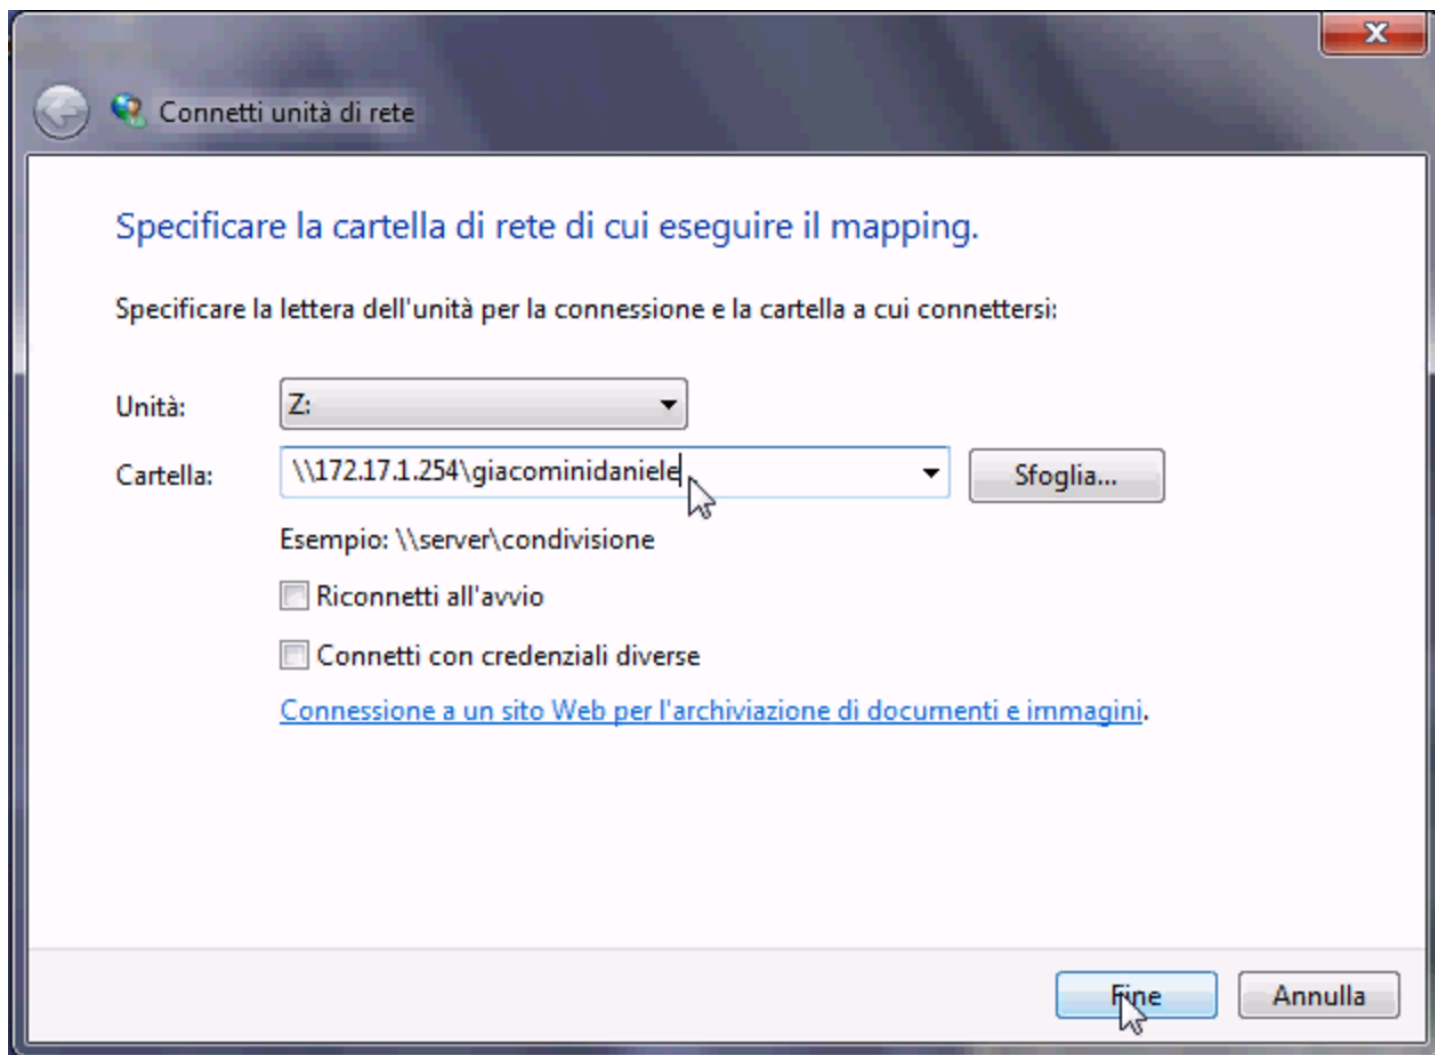 Connetti unità di rete
Specificare la cartella di rete di cui eseguire il mapping.
Specificare la lettera dell'unità per la connessione e la cartella a cui connettersi:
Unità: Z:
Cartella: \\172.17.1.254\giacominidaniele Sfoglia...
Esempio: \\server\condivisione
Riconnetti all'avvio
Connetti con credenziali diverse
Connessione a un sito Web per l'archiviazione di documenti e immagini.
Fine Annulla